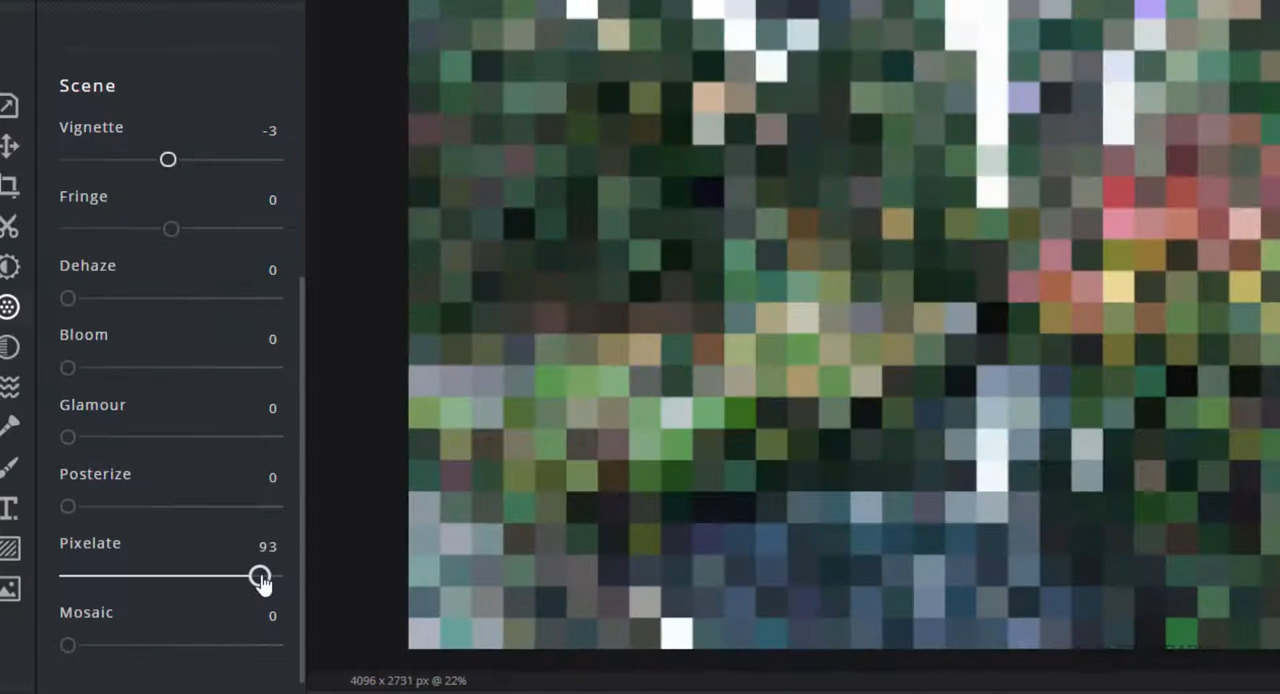 Scene
Vignette -3
Fringe 0
Dehaze 0
Bloom 0
Glamour 0
Posterize 0
Pixelate 93
Mosaic 0
4096 x 2731 px @ 22%